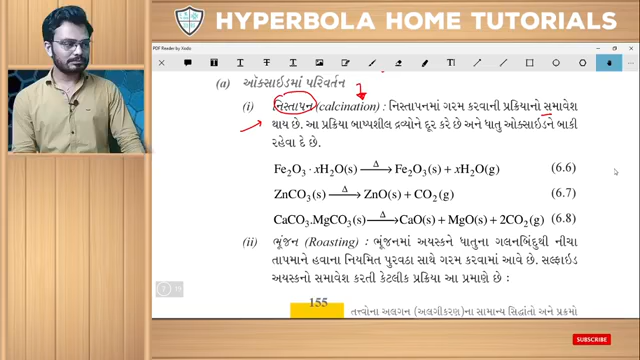 HYPERBOLA HOME TUTORIALS
PDF Reader by Xodo
(a) ઑક્સાઇડમાં પરિવર્તન
(i) નિસ્તાપન (calcination) : નિસ્તાપનમાં ગરમ કરવાની પ્રક્રિયાનો સમાવેશ
થાય છે. આ પ્રક્રિયા બાષ્પશીલ દ્રવ્યોને દૂર કરે છે અને ધાતુ ઓક્સાઇડને બાકી
રહેવા દે છે.
Fe₂O₃ · xH₂O(s) —Δ→ Fe₂O₃(s) + xH₂O(g) (6.6)
ZnCO₃(s) —Δ→ ZnO(s) + CO₂(g) (6.7)
CaCO₃.MgCO₃(s) —Δ→ CaO(s) + MgO(s) + 2CO₂(g) (6.8)
(ii) ભૂંજન (Roasting) : ભૂંજનમાં અયસ્કને ધાતુના ગલનબિંદુથી નીચા
તાપમાને હવાના નિયમિત પુરવઠા સાથે ગરમ કરવામાં આવે છે. સલ્ફાઇડ
અયસ્કનો સમાવેશ કરતી કેટલીક પ્રક્રિયા આ પ્રમાણે છે :
155
તત્ત્વોના અલગન (અલગીકરણ)ના સામાન્ય સિદ્ધાંતો અને પ્રક્રમો
SUBSCRIBE